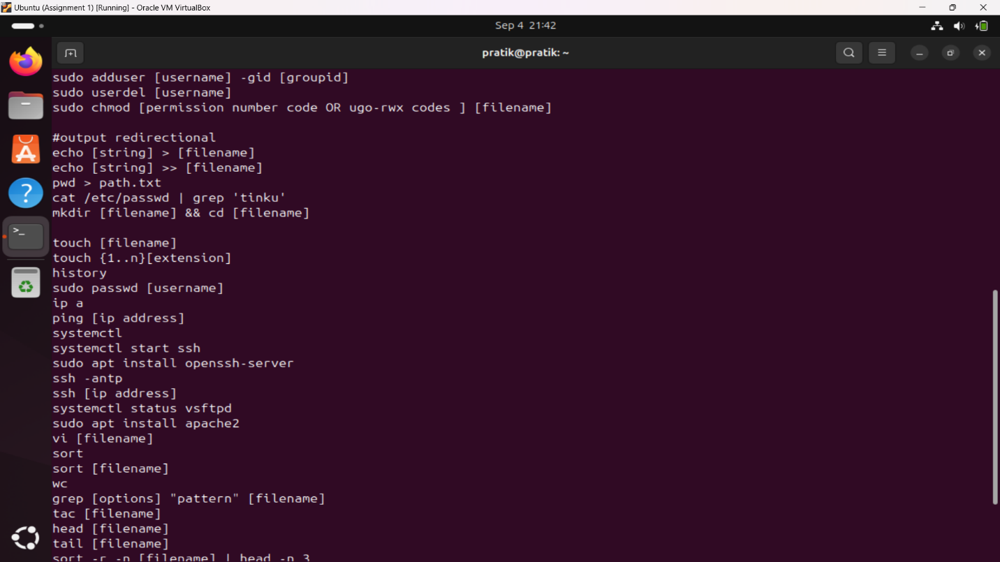 Ubuntu (Assignment 1) [Running] - Oracle VM VirtualBox
Sep 4 21:42
pratik@pratik: ~
sudo adduser [username] -gid [groupid]
sudo userdel [username]
sudo chmod [permission number code OR ugo-rwx codes ] [filename]
#output redirectional
echo [string] > [filename]
echo [string] >> [filename]
pwd > path.txt
cat /etc/passwd | grep 'tinku'
mkdir [filename] && cd [filename]
touch [filename]
touch {1..n}[extension]
history
sudo passwd [username]
ip a
ping [ip address]
systemctl
systemctl start ssh
sudo apt install openssh-server
ssh -antp
ssh [ip address]
systemctl status vsftpd
sudo apt install apache2
vi [filename]
sort
sort [filename]
wc
grep [options] "pattern" [filename]
tac [filename]
head [filename]
tail [filename]
sort -r -n [filename] | head -n 3